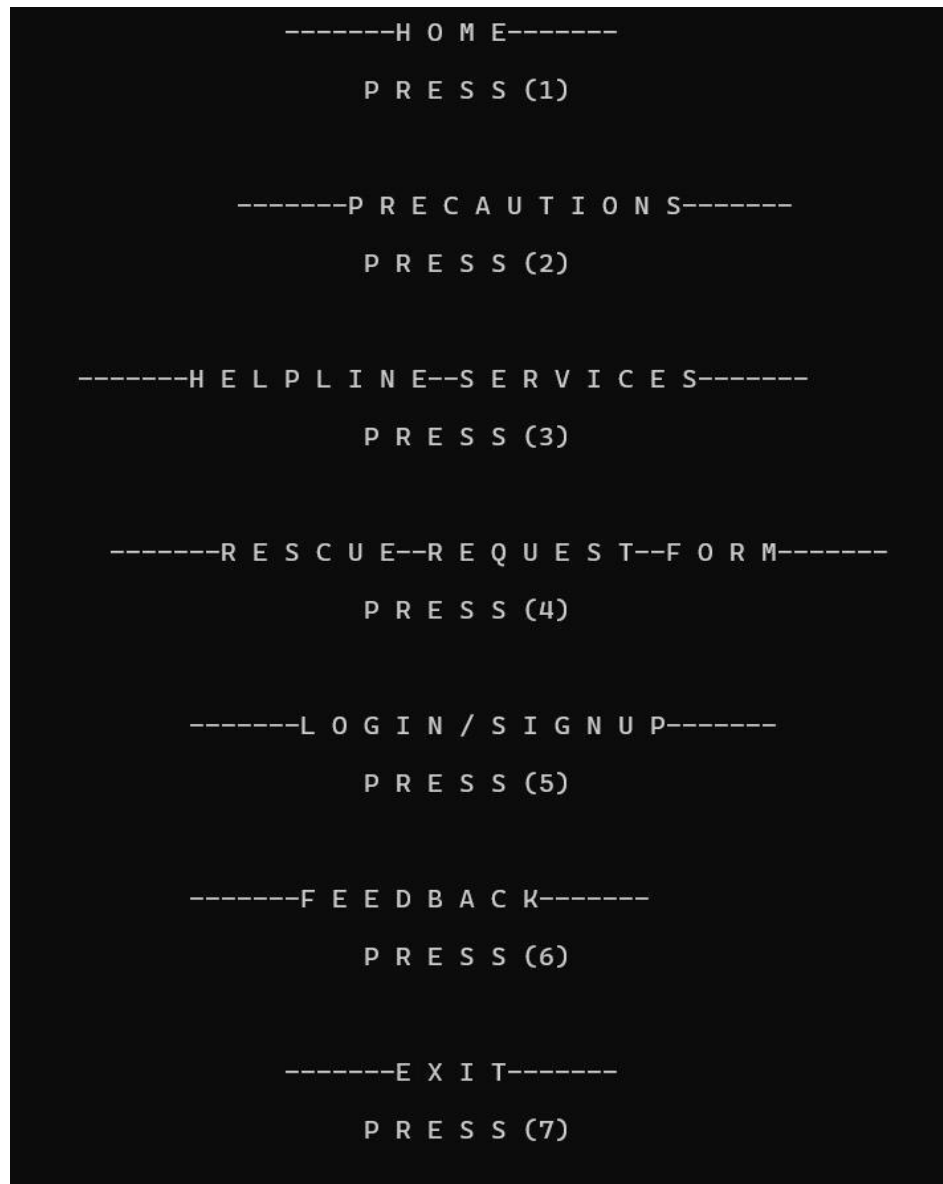 -------H O M E-------
P R E S S (1)
-------P R E C A U T I O N S-------
P R E S S (2)
-------H E L P L I N E--S E R V I C E S-------
P R E S S (3)
-------R E S C U E--R E Q U E S T--F O R M-------
P R E S S (4)
-------L O G I N / S I G N U P-------
P R E S S (5)
-------F E E D B A C K-------
P R E S S (6)
-------E X I T-------
P R E S S (7)